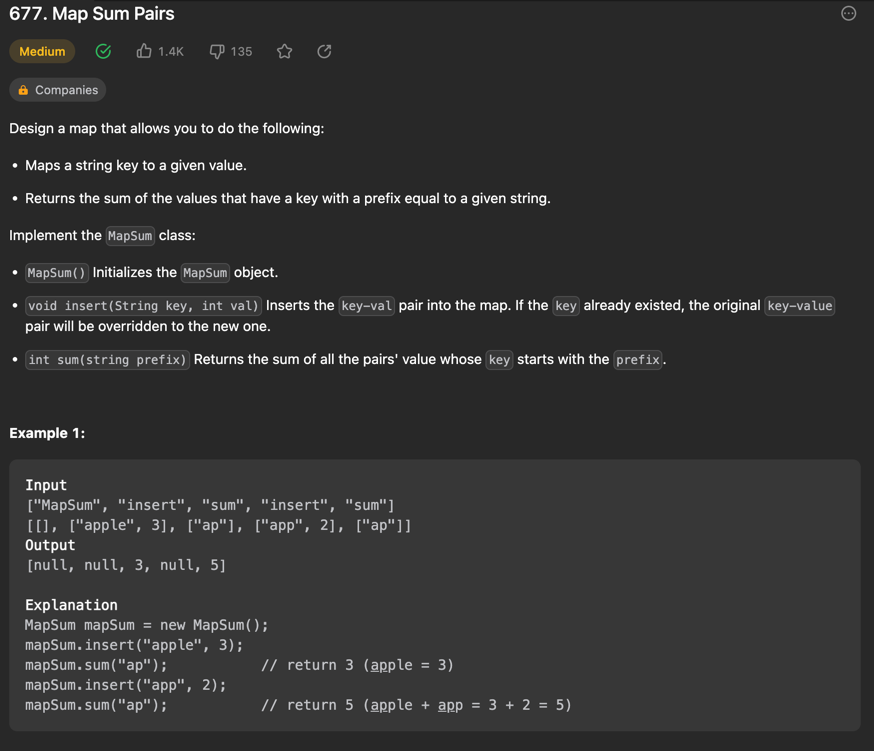 677. Map Sum Pairs
Medium 1.4K 135
Companies
Design a map that allows you to do the following:
• Maps a string key to a given value.
• Returns the sum of the values that have a key with a prefix equal to a given string.
Implement the MapSum class:
• MapSum() Initializes the MapSum object.
• void insert(String key, int val) Inserts the key-val pair into the map. If the key already existed, the original key-value
pair will be overridden to the new one.
• int sum(string prefix) Returns the sum of all the pairs' value whose key starts with the prefix.
Example 1:
Input
["MapSum", "insert", "sum", "insert", "sum"]
[[], ["apple", 3], ["ap"], ["app", 2], ["ap"]]
Output
[null, null, 3, null, 5]
Explanation
MapSum mapSum = new MapSum();
mapSum.insert("apple", 3);
mapSum.sum("ap");           // return 3 (apple = 3)
mapSum.insert("app", 2);
mapSum.sum("ap");           // return 5 (apple + app = 3 + 2 = 5)